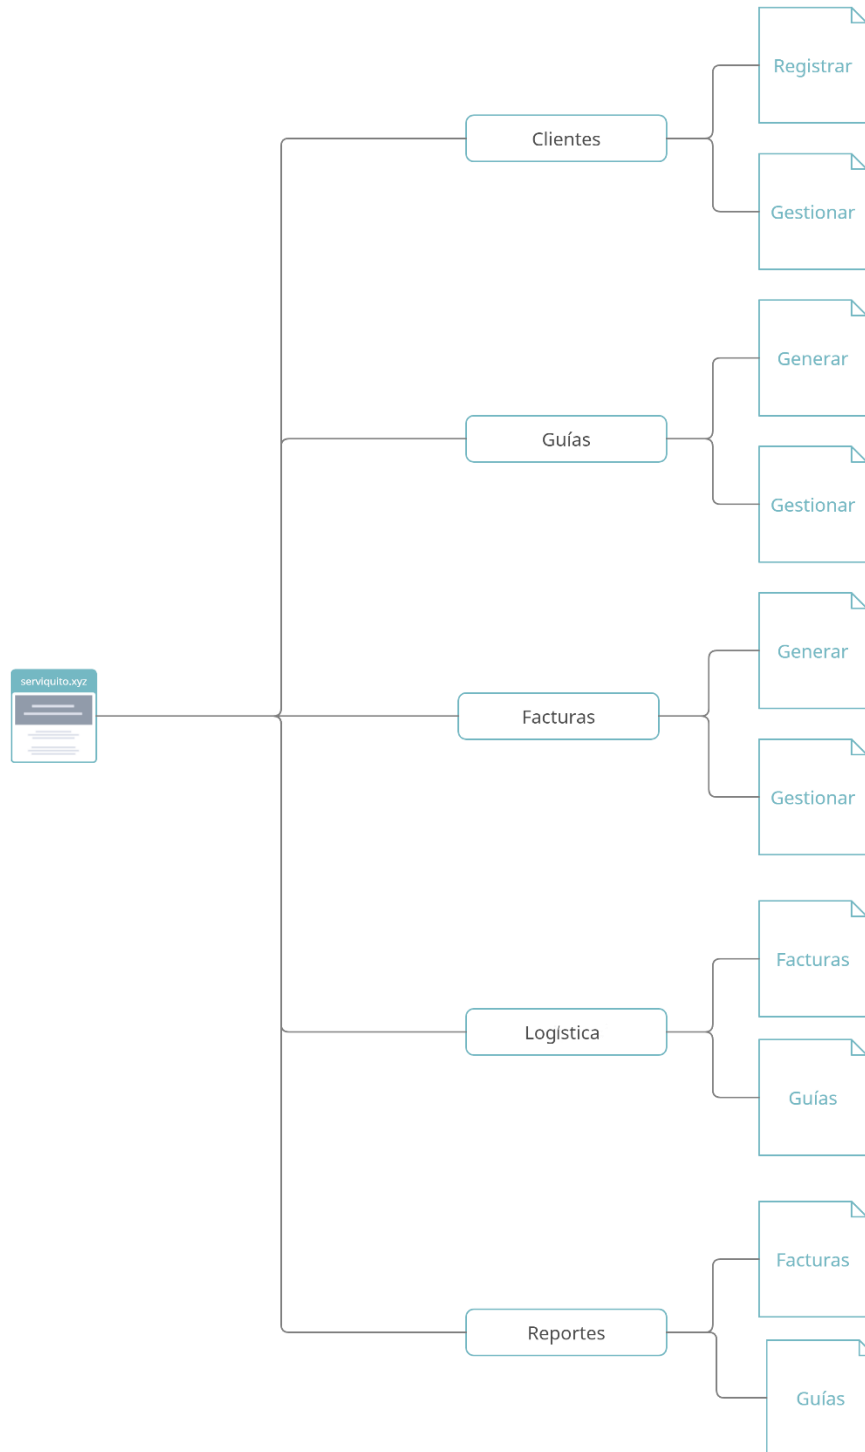 Registrar
Clientes
Gestionar
Generar
Guías
Gestionar
Generar
serviquito.xyz
Facturas
Gestionar
Facturas
Logística
Guías
Facturas
Reportes
Guías